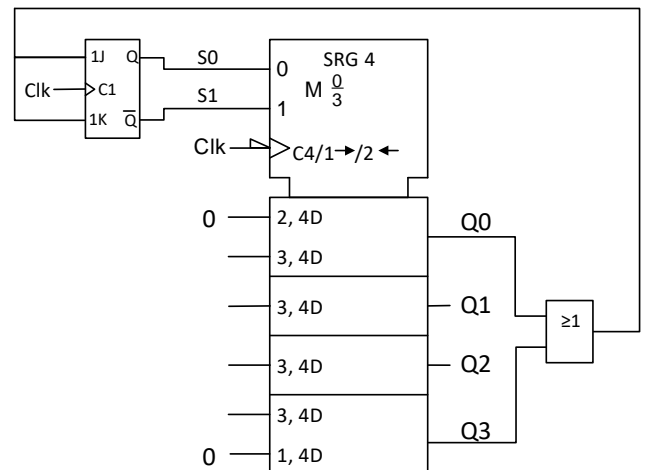 1J Q S0 0 SRG 4
M 0/3
Clk C1 S1 1
1K Q̅
Clk C4/1→/2 ←
0 2, 4D Q0
3, 4D
3, 4D Q1 ≥1
3, 4D Q2
3, 4D
Q3
0 1, 4D